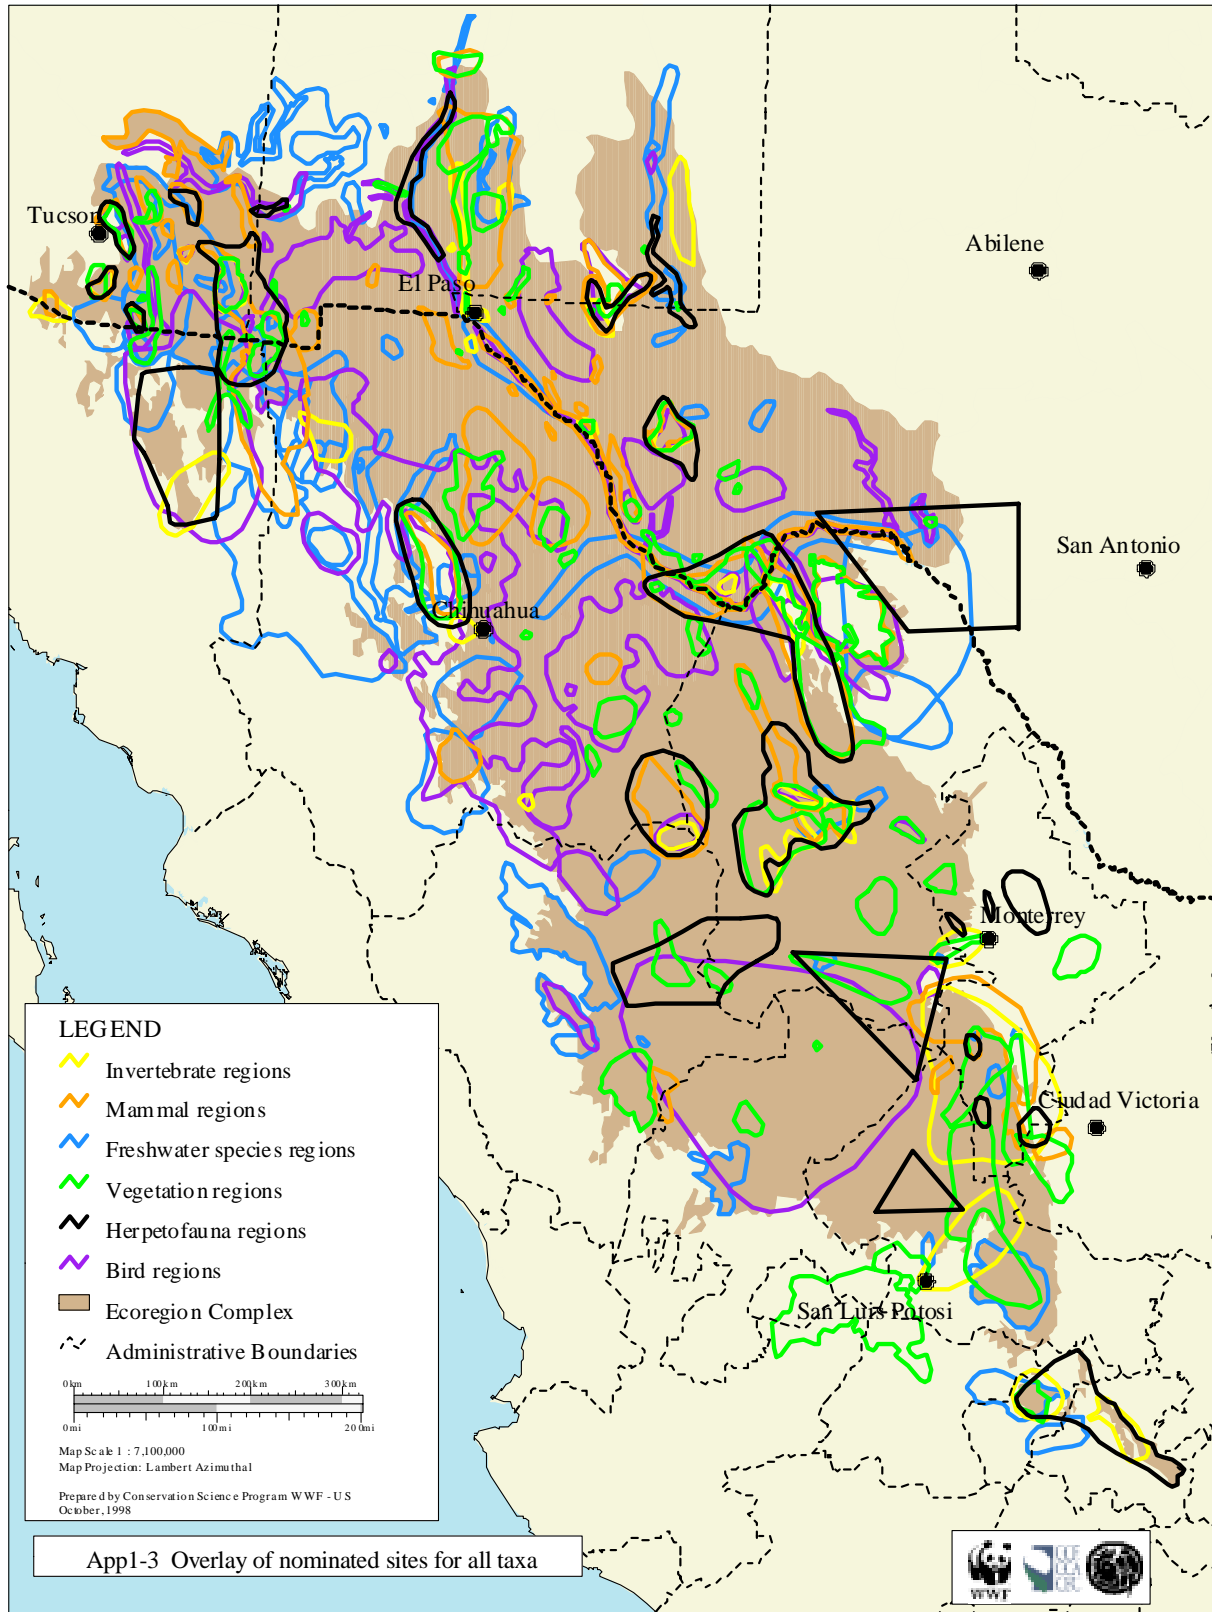 Tucson
Abilene
El Paso
San Antonio
Chihuahua
Monterrey
Ciudad Victoria
San Luis Potosi
LEGEND
Invertebrate regions
Mammal regions
Freshwater species regions
Vegetation regions
Herpetofauna regions
Bird regions
Ecoregion Complex
Administrative Boundaries
0km 100km 200km 300km
0mi 100mi 200mi
Map Scale 1 : 7,100,000
Map Projection: Lambert Azimuthal
Prepared by Conservation Science Program WWF - US
October, 1998
App1-3 Overlay of nominated sites for all taxa
WWF